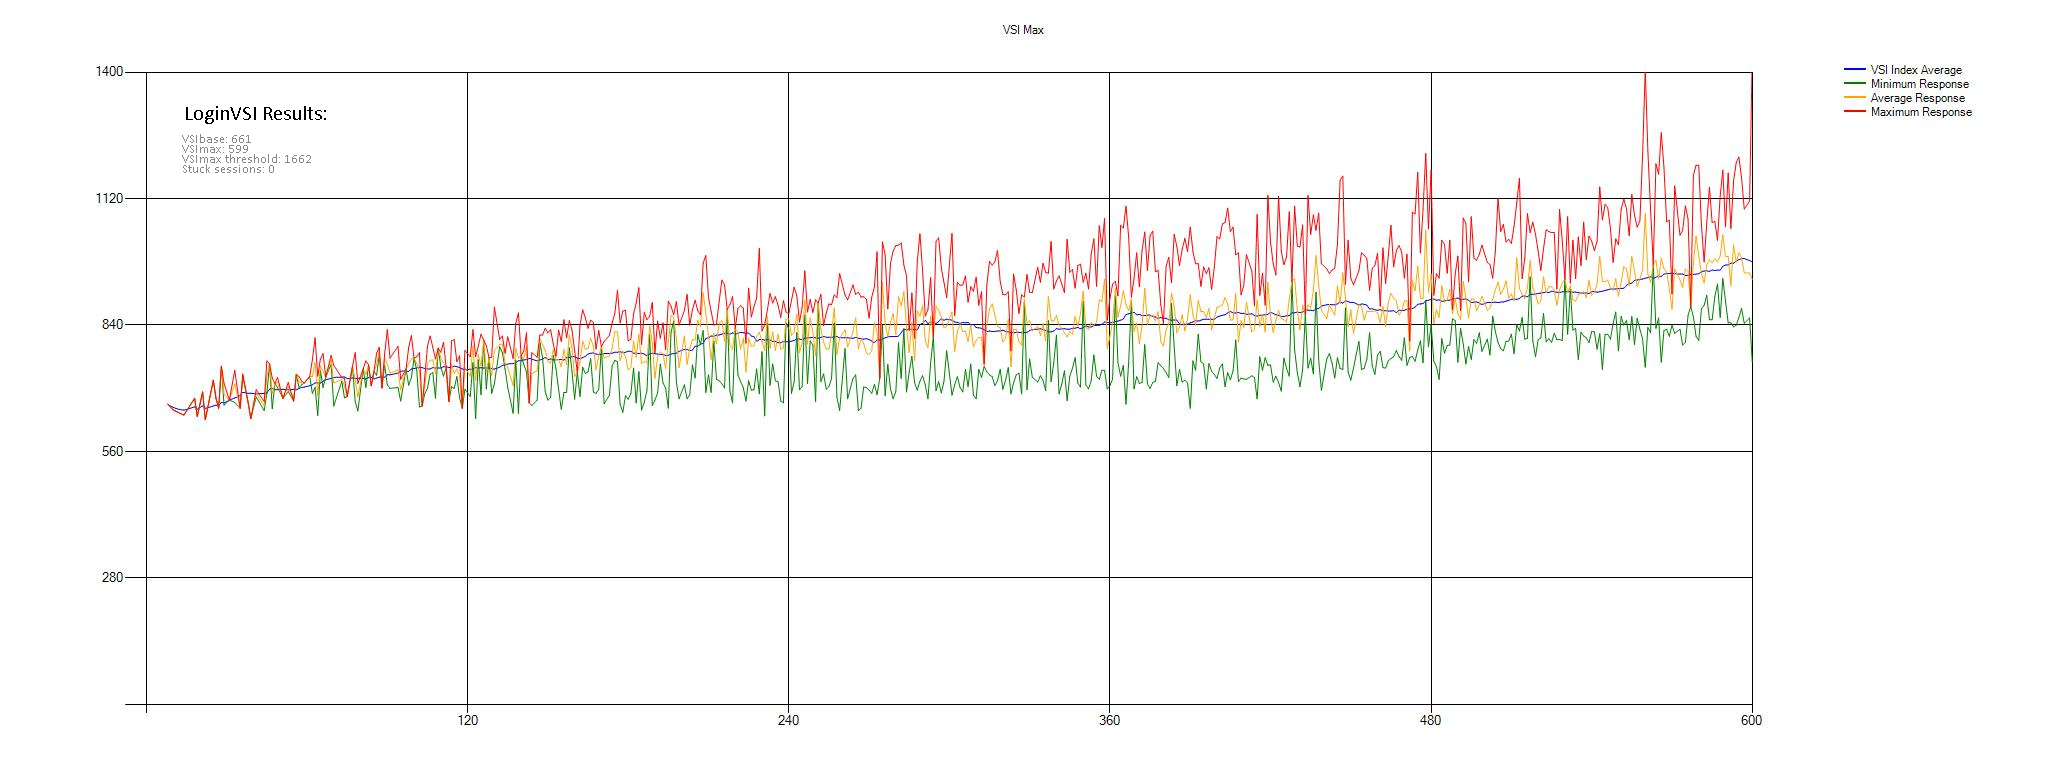 VSI Max
1400
1120
840
560
280
120
240
360
480
600
LoginVSI Results:
VSIbase: 661
VSImax: 599
VSImax threshold: 1662
Stuck sessions: 0
VSI Index Average
Minimum Response
Average Response
Maximum Response